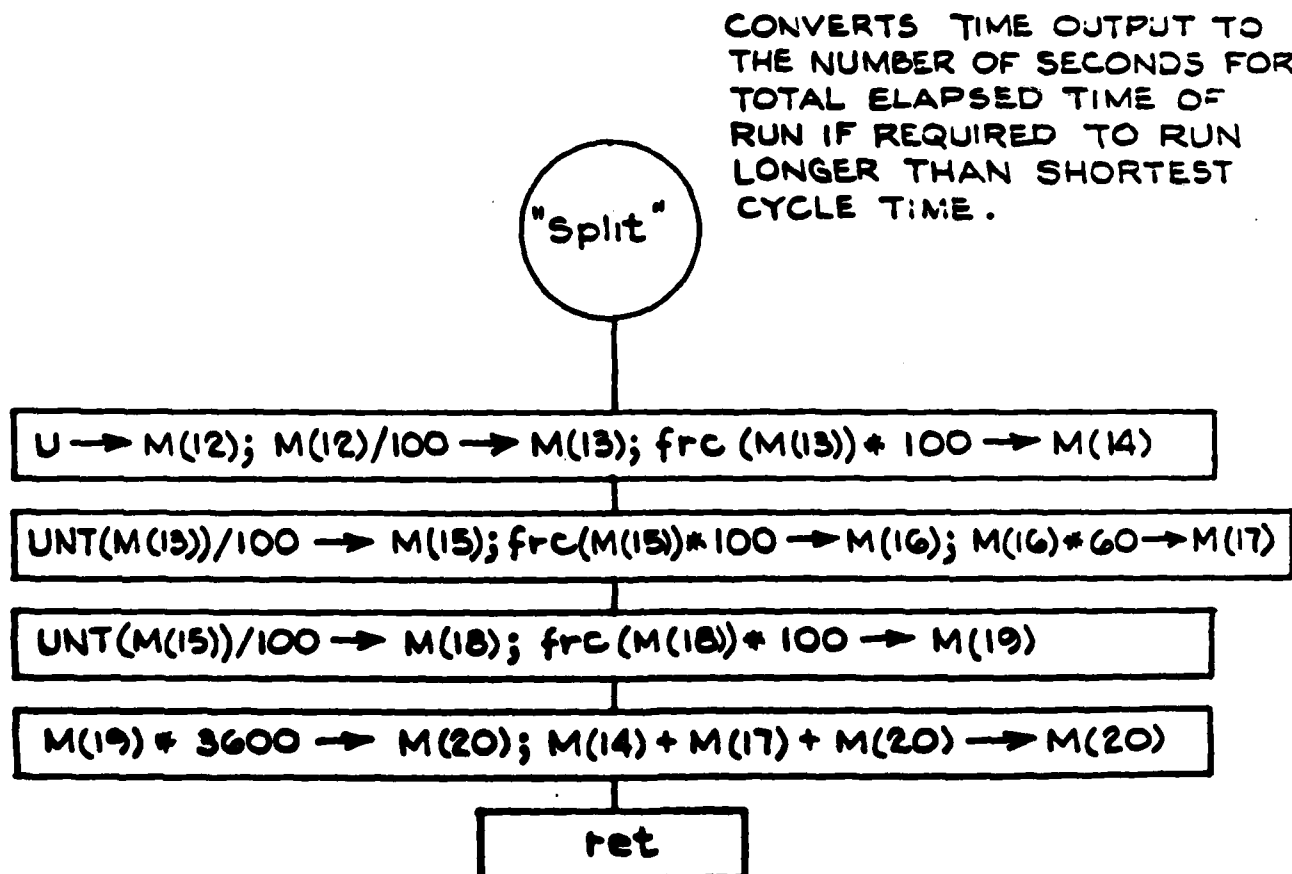 CONVERTS TIME OUTPUT TO
THE NUMBER OF SECONDS FOR
TOTAL ELAPSED TIME OF
RUN IF REQUIRED TO RUN
LONGER THAN SHORTEST
CYCLE TIME.
"Split"
U → M(12); M(12)/100 → M(13); frc (M(13)) * 100 → M(14)
UNT(M(13))/100 → M(15); frc(M(15)) * 100 → M(16); M(16) * 60 → M(17)
UNT(M(15))/100 → M(18); frc (M(18)) * 100 → M(19)
M(19) * 3600 → M(20); M(14) + M(17) + M(20) → M(20)
ret